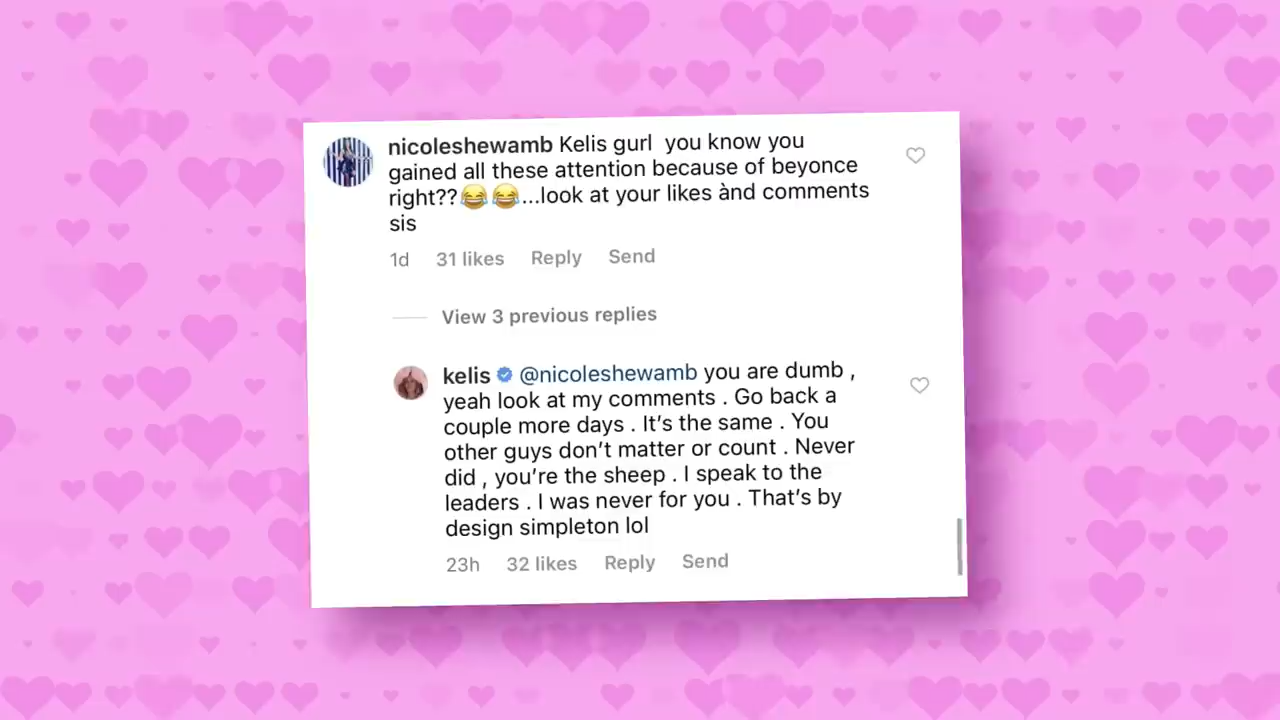 nicoleshewamb Kelis gurl  you know you
gained all these attention because of beyonce
right??😂😂...look at your likes ànd comments
sis
1d 31 likes Reply Send
View 3 previous replies
kelis @nicoleshewamb you are dumb ,
yeah look at my comments . Go back a
couple more days . It’s the same . You
other guys don’t matter or count . Never
did , you’re the sheep . I speak to the
leaders . I was never for you . That’s by
design simpleton lol
23h 32 likes Reply Send